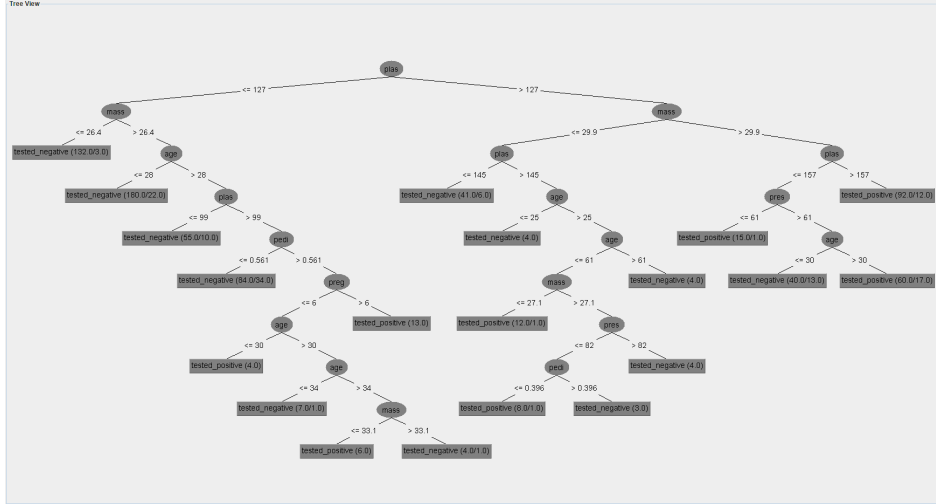 Tree View
plas
<= 127 > 127
mass mass
<= 26.4 > 26.4 <= 29.9 > 29.9
tested_negative (132.0/3.0) age plas plas
<= 28 > 28 <= 145 > 145 <= 157 > 157
tested_negative (180.0/22.0) plas tested_negative (41.0/6.0) age pres tested_positive (92.0/12.0)
<= 99 > 99 <= 25 > 25 <= 61 > 61
tested_negative (55.0/10.0) pedi tested_negative (4.0) age tested_positive (15.0/1.0) age
<= 0.561 > 0.561 <= 61 > 61 <= 30 > 30
tested_negative (84.0/34.0) preg mass tested_negative (4.0) tested_negative (40.0/13.0) tested_positive (60.0/17.0)
<= 6 > 6 <= 27.1 > 27.1
age tested_positive (13.0) tested_positive (12.0/1.0) pres
<= 30 > 30 <= 82 > 82
tested_positive (4.0) age pedi tested_negative (4.0)
<= 34 > 34 <= 0.396 > 0.396
tested_negative (7.0/1.0) mass tested_positive (8.0/1.0) tested_negative (3.0)
<= 33.1 > 33.1
tested_positive (6.0) tested_negative (4.0/1.0)